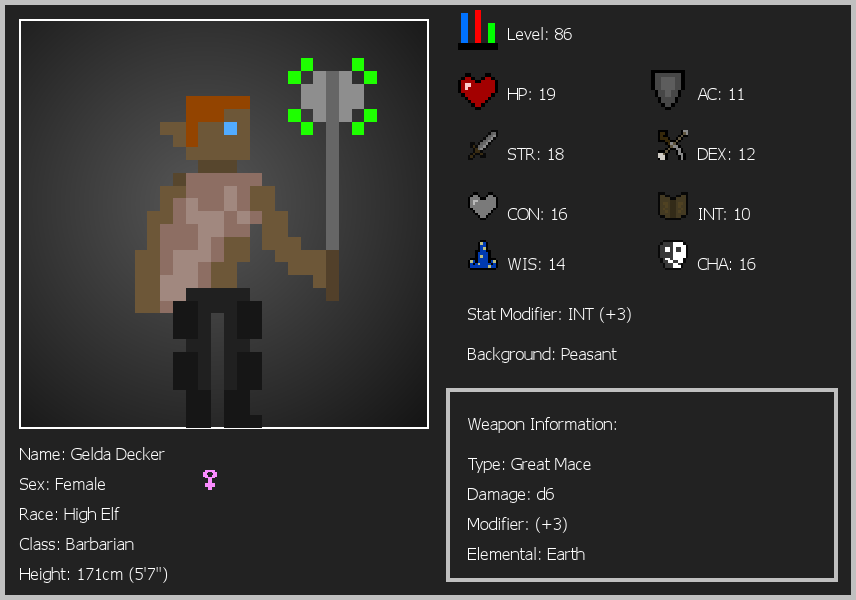 Level: 86
HP: 19
AC: 11
STR: 18
DEX: 12
CON: 16
INT: 10
WIS: 14
CHA: 16
Stat Modifier: INT (+3)
Background: Peasant
Weapon Information:
Type: Great Mace
Damage: d6
Modifier: (+3)
Elemental: Earth
Name: Gelda Decker
Sex: Female
Race: High Elf
Class: Barbarian
Height: 171cm (5'7")